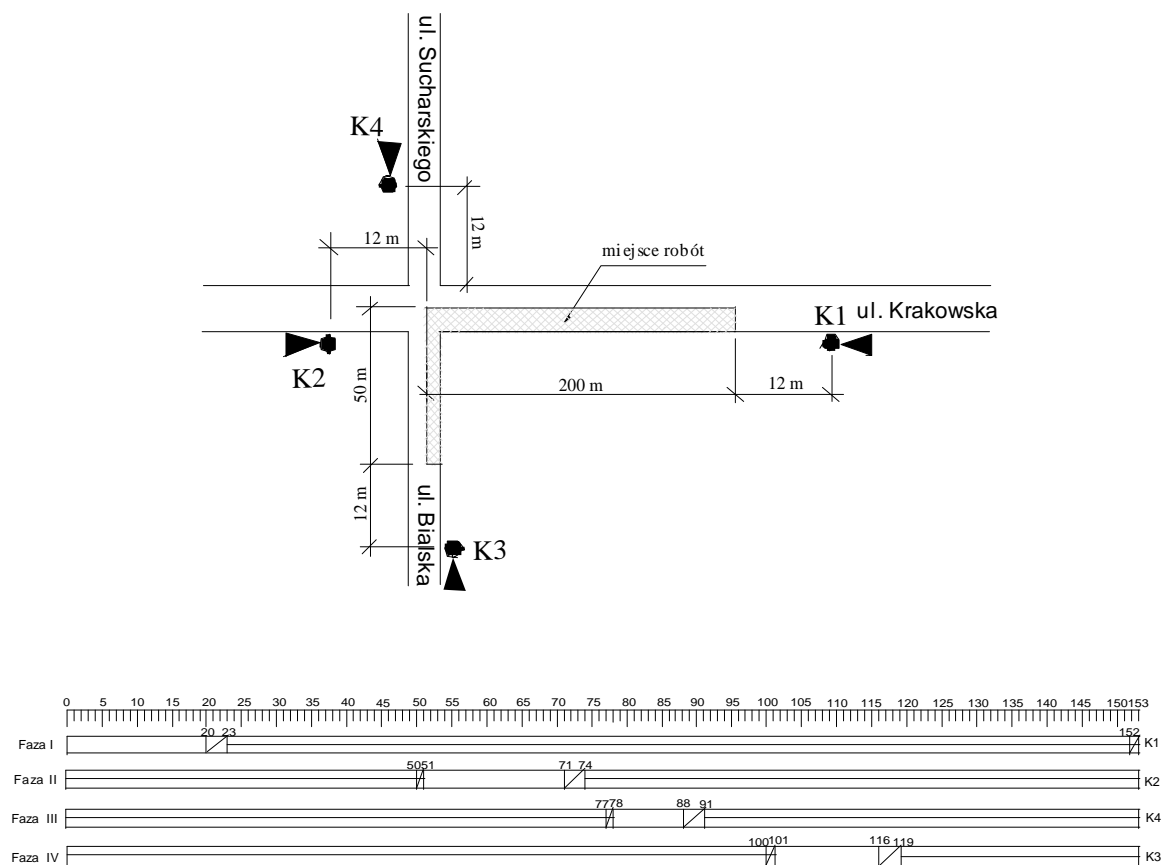 ul. Sucharskiego
K4
12 m
12 m
miejsce robót
K1
ul. Krakowska
K2
50 m
200 m
12 m
12 m
ul. Bialska
K3
0 5 10 15 20 25 30 35 40 45 50 55 60 65 70 75 80 85 90 95 100 105 110 115 120 125 130 135 140 145 150 153
Faza I 20 23 152 K1
Faza II 50 51 71 74 K2
Faza III 77 78 88 91 K4
Faza IV 100 101 116 119 K3